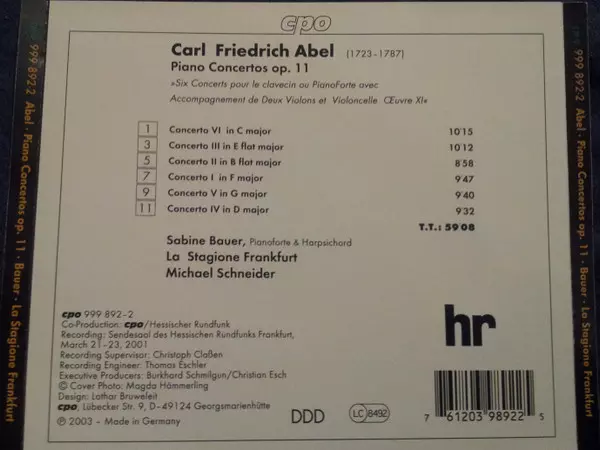 cpo
Carl Friedrich Abel (1723-1787)
Piano Concertos op. 11
»Six Concerts pour le clavecin ou PianoForte avec
Accompagnement de Deux Violons et Violoncelle Œuvre XI«
1 Concerto VI in C major 10'15
3 Concerto III in E flat major 10'12
5 Concerto II in B flat major 8'58
7 Concerto I in F major 9'47
9 Concerto V in G major 9'40
11 Concerto IV in D major 9'32
T.T.: 59 08
Sabine Bauer, Pianoforte & Harpsichord
La Stagione Frankfurt
Michael Schneider
cpo 999 892-2
Co-Production: cpo/Hessischer Rundfunk
Recording: Sendesaal des Hessischen Rundfunks Frankfurt,
March 21-23, 2001
Recording Supervisor: Christoph Claßen
Recording Engineer: Thomas Eschler
Executive Producers: Burkhard Schmilgun/Christian Esch
© Cover Photo: Magda Hämmerling
Design: Lothar Bruweleit
cpo, Lübecker Str. 9, D-49124 Georgsmarienhütte
℗ 2003 – Made in Germany
DDD
LC 8492
hr
7 61203 98922 5
999 892-2 Abel · Piano Concertos op. 11 · Bauer · La Stagione Frankfurt cpo
999 892-2 Abel · Piano Concertos op. 11 · Bauer · La Stagione Frankfurt cpo